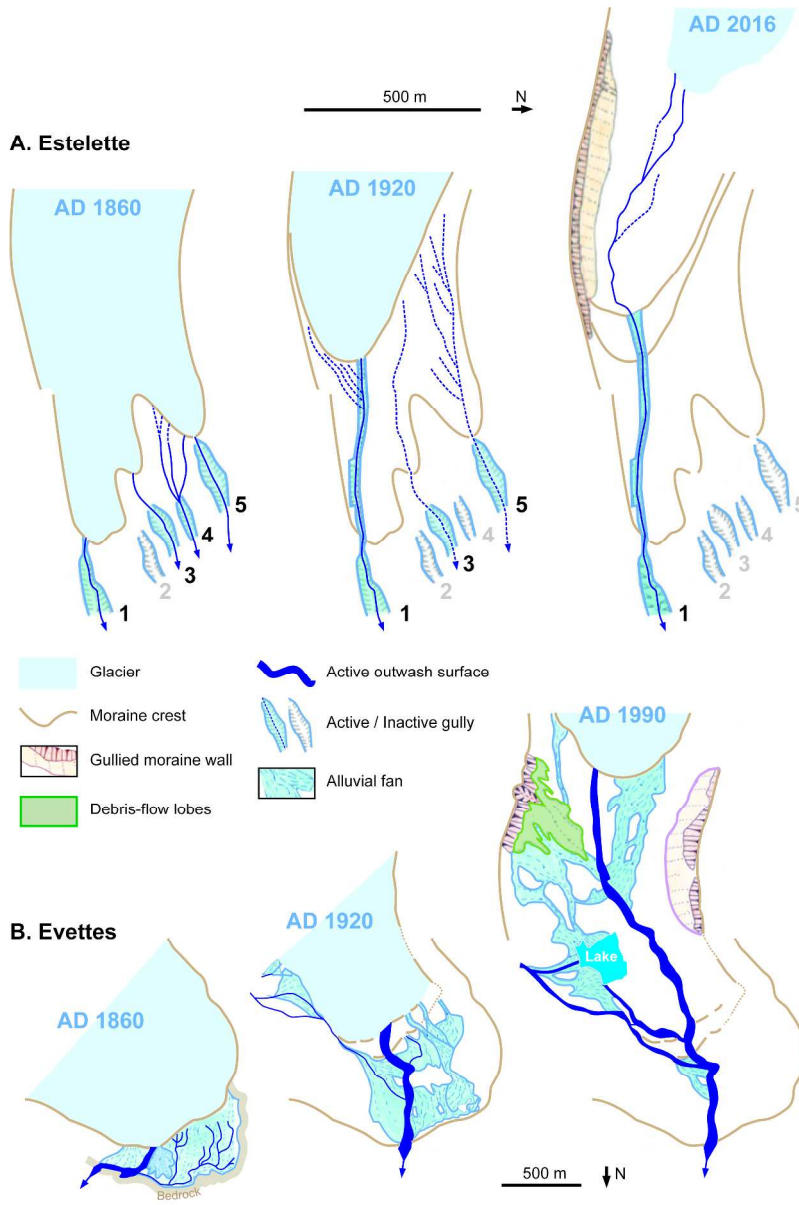 AD 2016
500 m
N
A. Estelette
AD 1860
AD 1920
1
2
3
4
5
1
2
3
4
5
1
2
3
4
5
Glacier
Moraine crest
Gullied moraine wall
Debris-flow lobes
Active outwash surface
Active / Inactive gully
Alluvial fan
AD 1990
B. Evettes
AD 1920
Lake
AD 1860
Bedrock
500 m
N